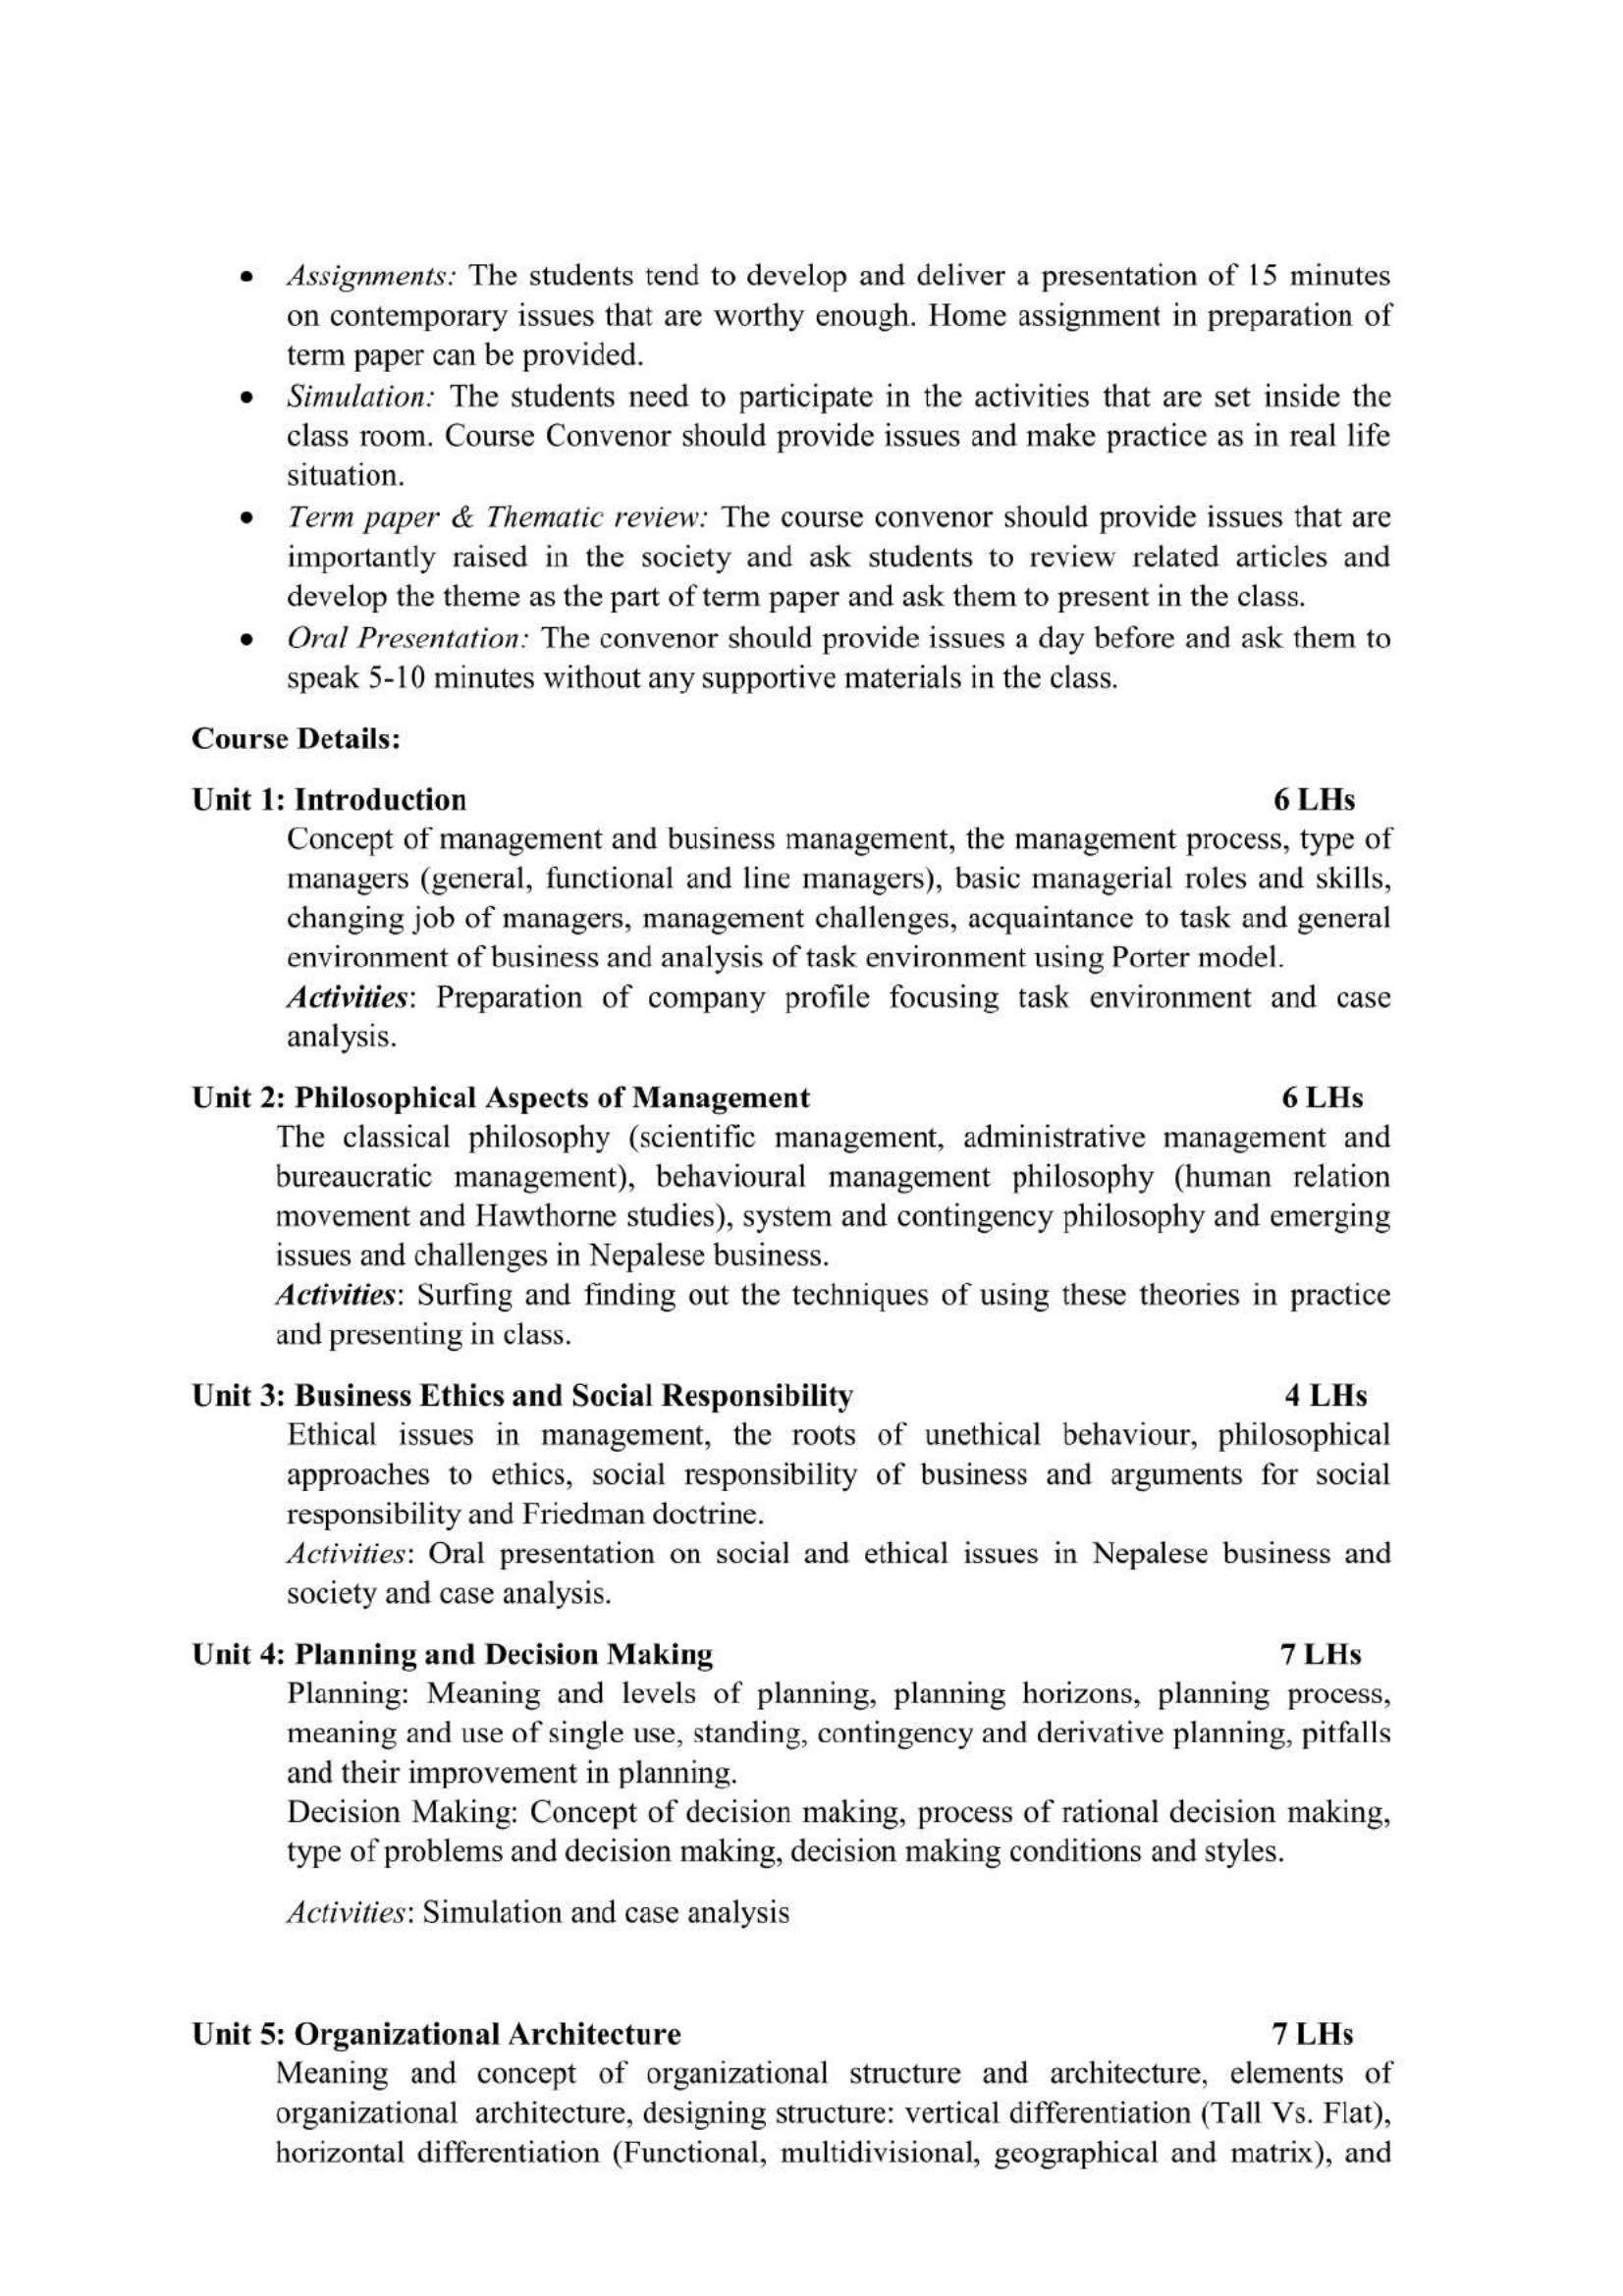 • Assignments: The students tend to develop and deliver a presentation of 15 minutes
on contemporary issues that are worthy enough. Home assignment in preparation of
term paper can be provided.
• Simulation: The students need to participate in the activities that are set inside the
class room. Course Convenor should provide issues and make practice as in real life
situation.
• Term paper & Thematic review: The course convenor should provide issues that are
importantly raised in the society and ask students to review related articles and
develop the theme as the part of term paper and ask them to present in the class.
• Oral Presentation: The convenor should provide issues a day before and ask them to
speak 5-10 minutes without any supportive materials in the class.
Course Details:
Unit 1: Introduction 6 LHs
Concept of management and business management, the management process, type of
managers (general, functional and line managers), basic managerial roles and skills,
changing job of managers, management challenges, acquaintance to task and general
environment of business and analysis of task environment using Porter model.
Activities: Preparation of company profile focusing task environment and case
analysis.
Unit 2: Philosophical Aspects of Management 6 LHs
The classical philosophy (scientific management, administrative management and
bureaucratic management), behavioural management philosophy (human relation
movement and Hawthorne studies), system and contingency philosophy and emerging
issues and challenges in Nepalese business.
Activities: Surfing and finding out the techniques of using these theories in practice
and presenting in class.
Unit 3: Business Ethics and Social Responsibility 4 LHs
Ethical issues in management, the roots of unethical behaviour, philosophical
approaches to ethics, social responsibility of business and arguments for social
responsibility and Friedman doctrine.
Activities: Oral presentation on social and ethical issues in Nepalese business and
society and case analysis.
Unit 4: Planning and Decision Making 7 LHs
Planning: Meaning and levels of planning, planning horizons, planning process,
meaning and use of single use, standing, contingency and derivative planning, pitfalls
and their improvement in planning.
Decision Making: Concept of decision making, process of rational decision making,
type of problems and decision making, decision making conditions and styles.
Activities: Simulation and case analysis
Unit 5: Organizational Architecture 7 LHs
Meaning and concept of organizational structure and architecture, elements of
organizational architecture, designing structure: vertical differentiation (Tall Vs. Flat),
horizontal differentiation (Functional, multidivisional, geographical and matrix), and